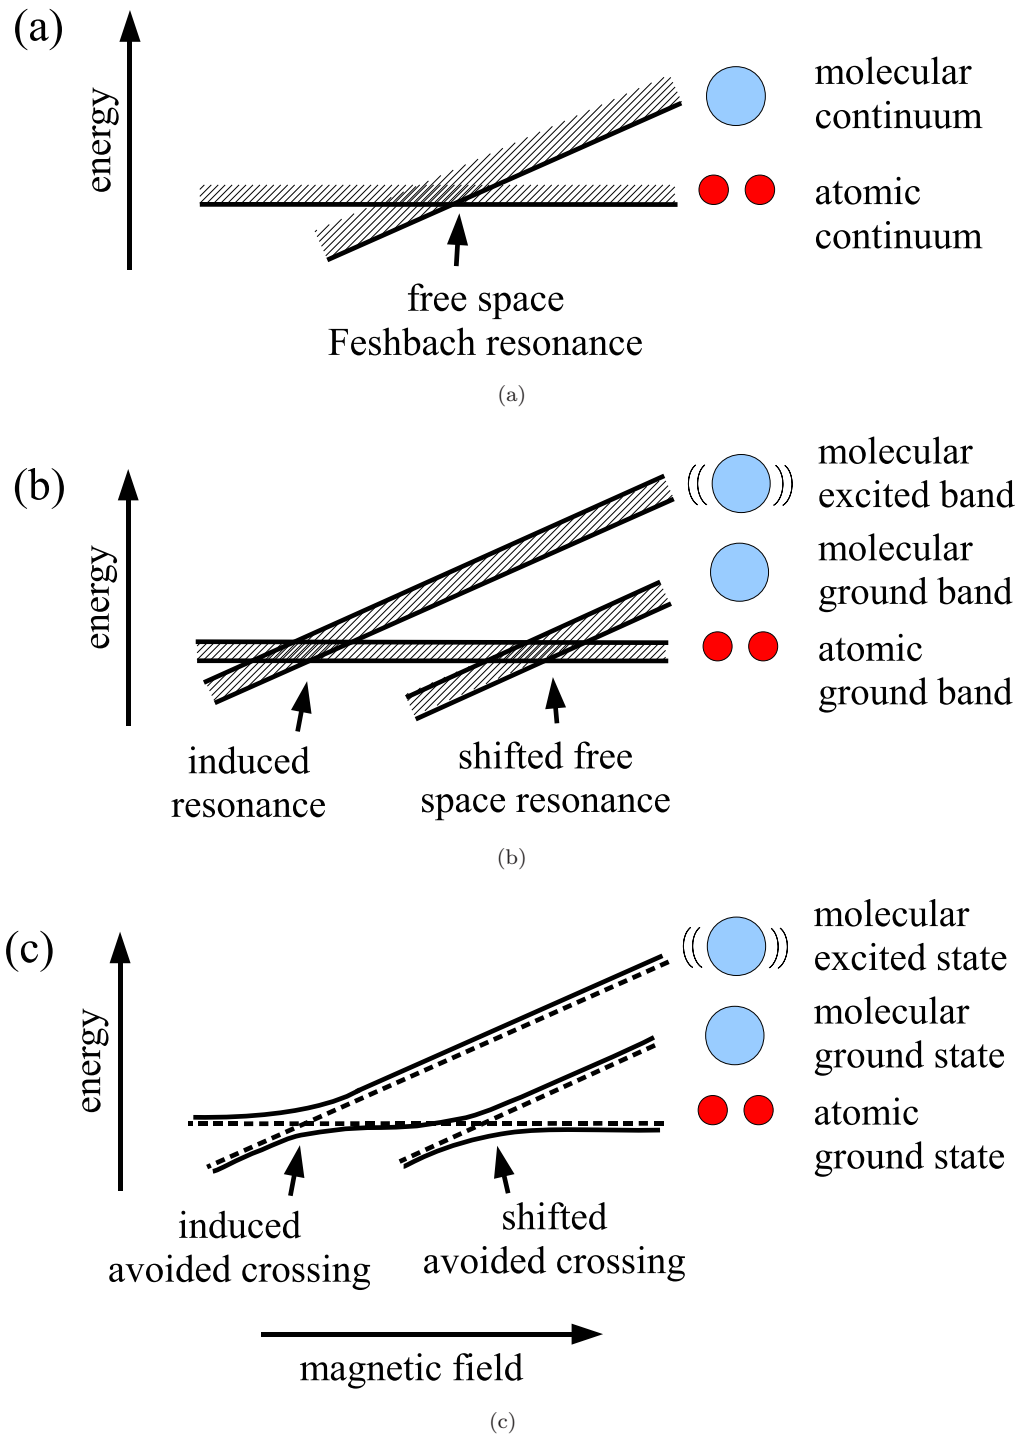 (a)
energy
molecular
continuum
atomic
continuum
free space
Feshbach resonance
(a)
(b)
energy
molecular
excited band
molecular
ground band
atomic
ground band
induced
resonance
shifted free
space resonance
(b)
(c)
energy
molecular
excited state
molecular
ground state
atomic
ground state
induced
avoided crossing
shifted
avoided crossing
magnetic field
(c)